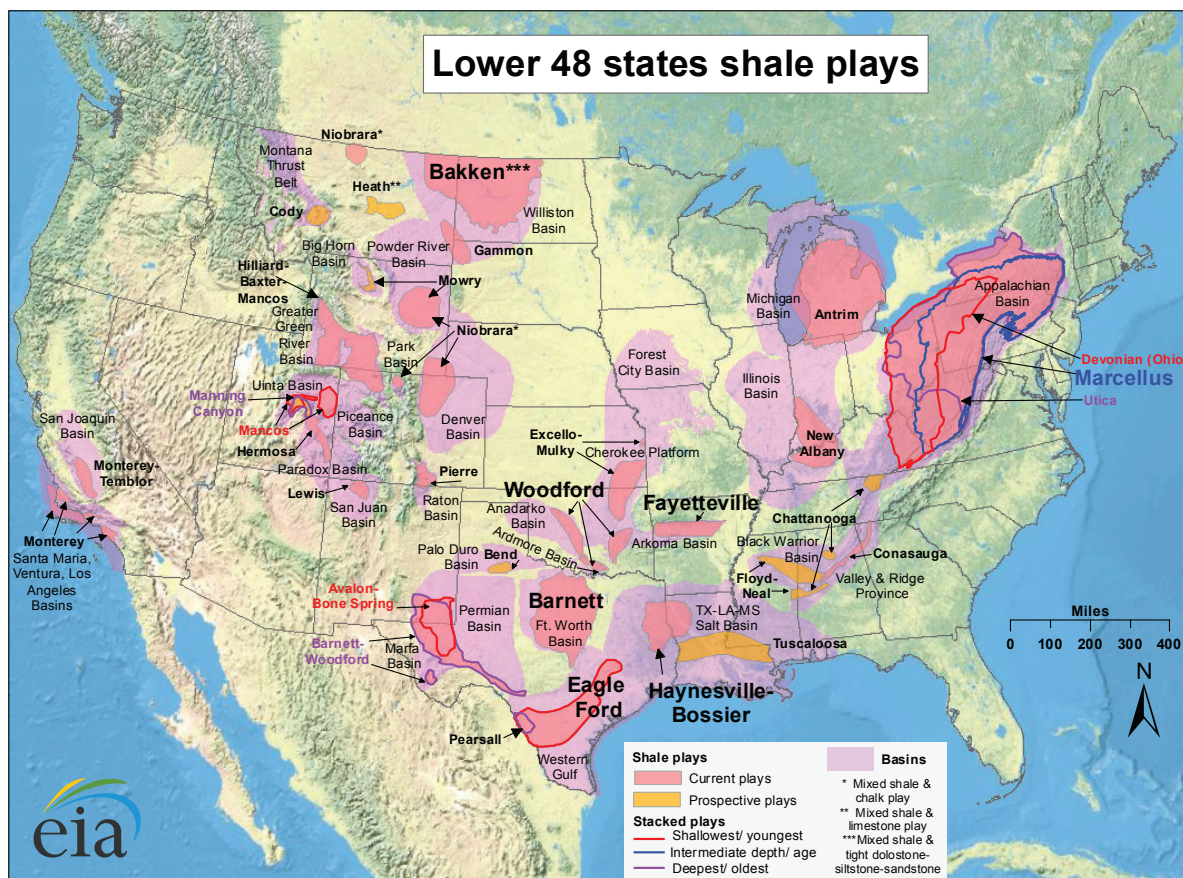 Lower 48 states shale plays
Niobrara*
Montana
Thrust
Belt
Bakken***
Heath**
Williston
Basin
Cody
Big Horn
Basin
Powder River
Basin
Gammon
Hilliard-
Baxter-
Mancos
Mowry
Greater
Green
River
Basin
Niobrara*
Park
Basin
Michigan
Basin
Antrim
Appalachian
Basin
Devonian (Ohio
Marcellus
Utica
Forest
City Basin
Illinois
Basin
Uinta Basin
Manning
Canyon
Mancos
Piceance
Basin
Denver
Basin
San Joaquin
Basin
Hermosa
Paradox Basin
Monterey-
Temblor
Lewis
San Juan
Basin
Pierre
Raton
Basin
Excello-
Mulky
Cherokee Platform
New
Albany
Woodford
Anadarko
Basin
Fayetteville
Arkoma Basin
Chattanooga
Black Warrior
Basin
Conasauga
Monterey
Santa Maria,
Ventura, Los
Angeles
Basins
Palo Duro
Basin
Bend
Ardmore Basin
Floyd-
Neal
Valley & Ridge
Province
Avalon-
Bone Spring
Permian
Basin
Barnett
Ft. Worth
Basin
TX-LA-MS
Salt Basin
Tuscaloosa
Barnett-
Woodford
Marfa
Basin
Eagle
Ford
Haynesville-
Bossier
Pearsall
Western
Gulf
Miles
0 100 200 300 400
N
Shale plays
Current plays
Prospective plays
Stacked plays
Shallowest/ youngest
Intermediate depth/ age
Deepest/ oldest
Basins
* Mixed shale &
chalk play
** Mixed shale &
limestone play
***Mixed shale &
tight dolostone-
siltstone-sandstone
eia